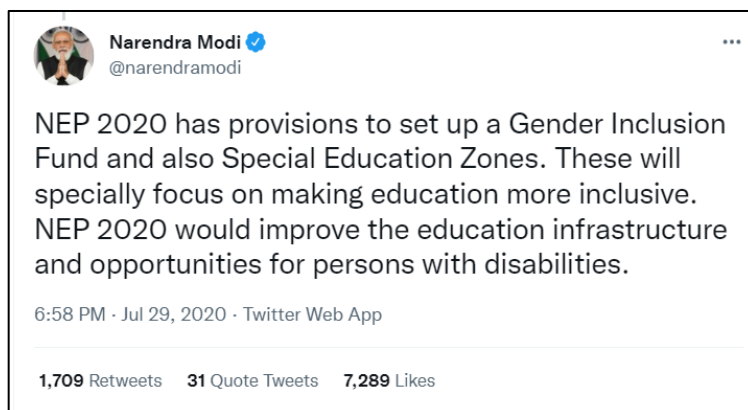 Narendra Modi
@narendramodi
NEP 2020 has provisions to set up a Gender Inclusion
Fund and also Special Education Zones. These will
specially focus on making education more inclusive.
NEP 2020 would improve the education infrastructure
and opportunities for persons with disabilities.
6:58 PM · Jul 29, 2020 · Twitter Web App
1,709 Retweets 31 Quote Tweets 7,289 Likes